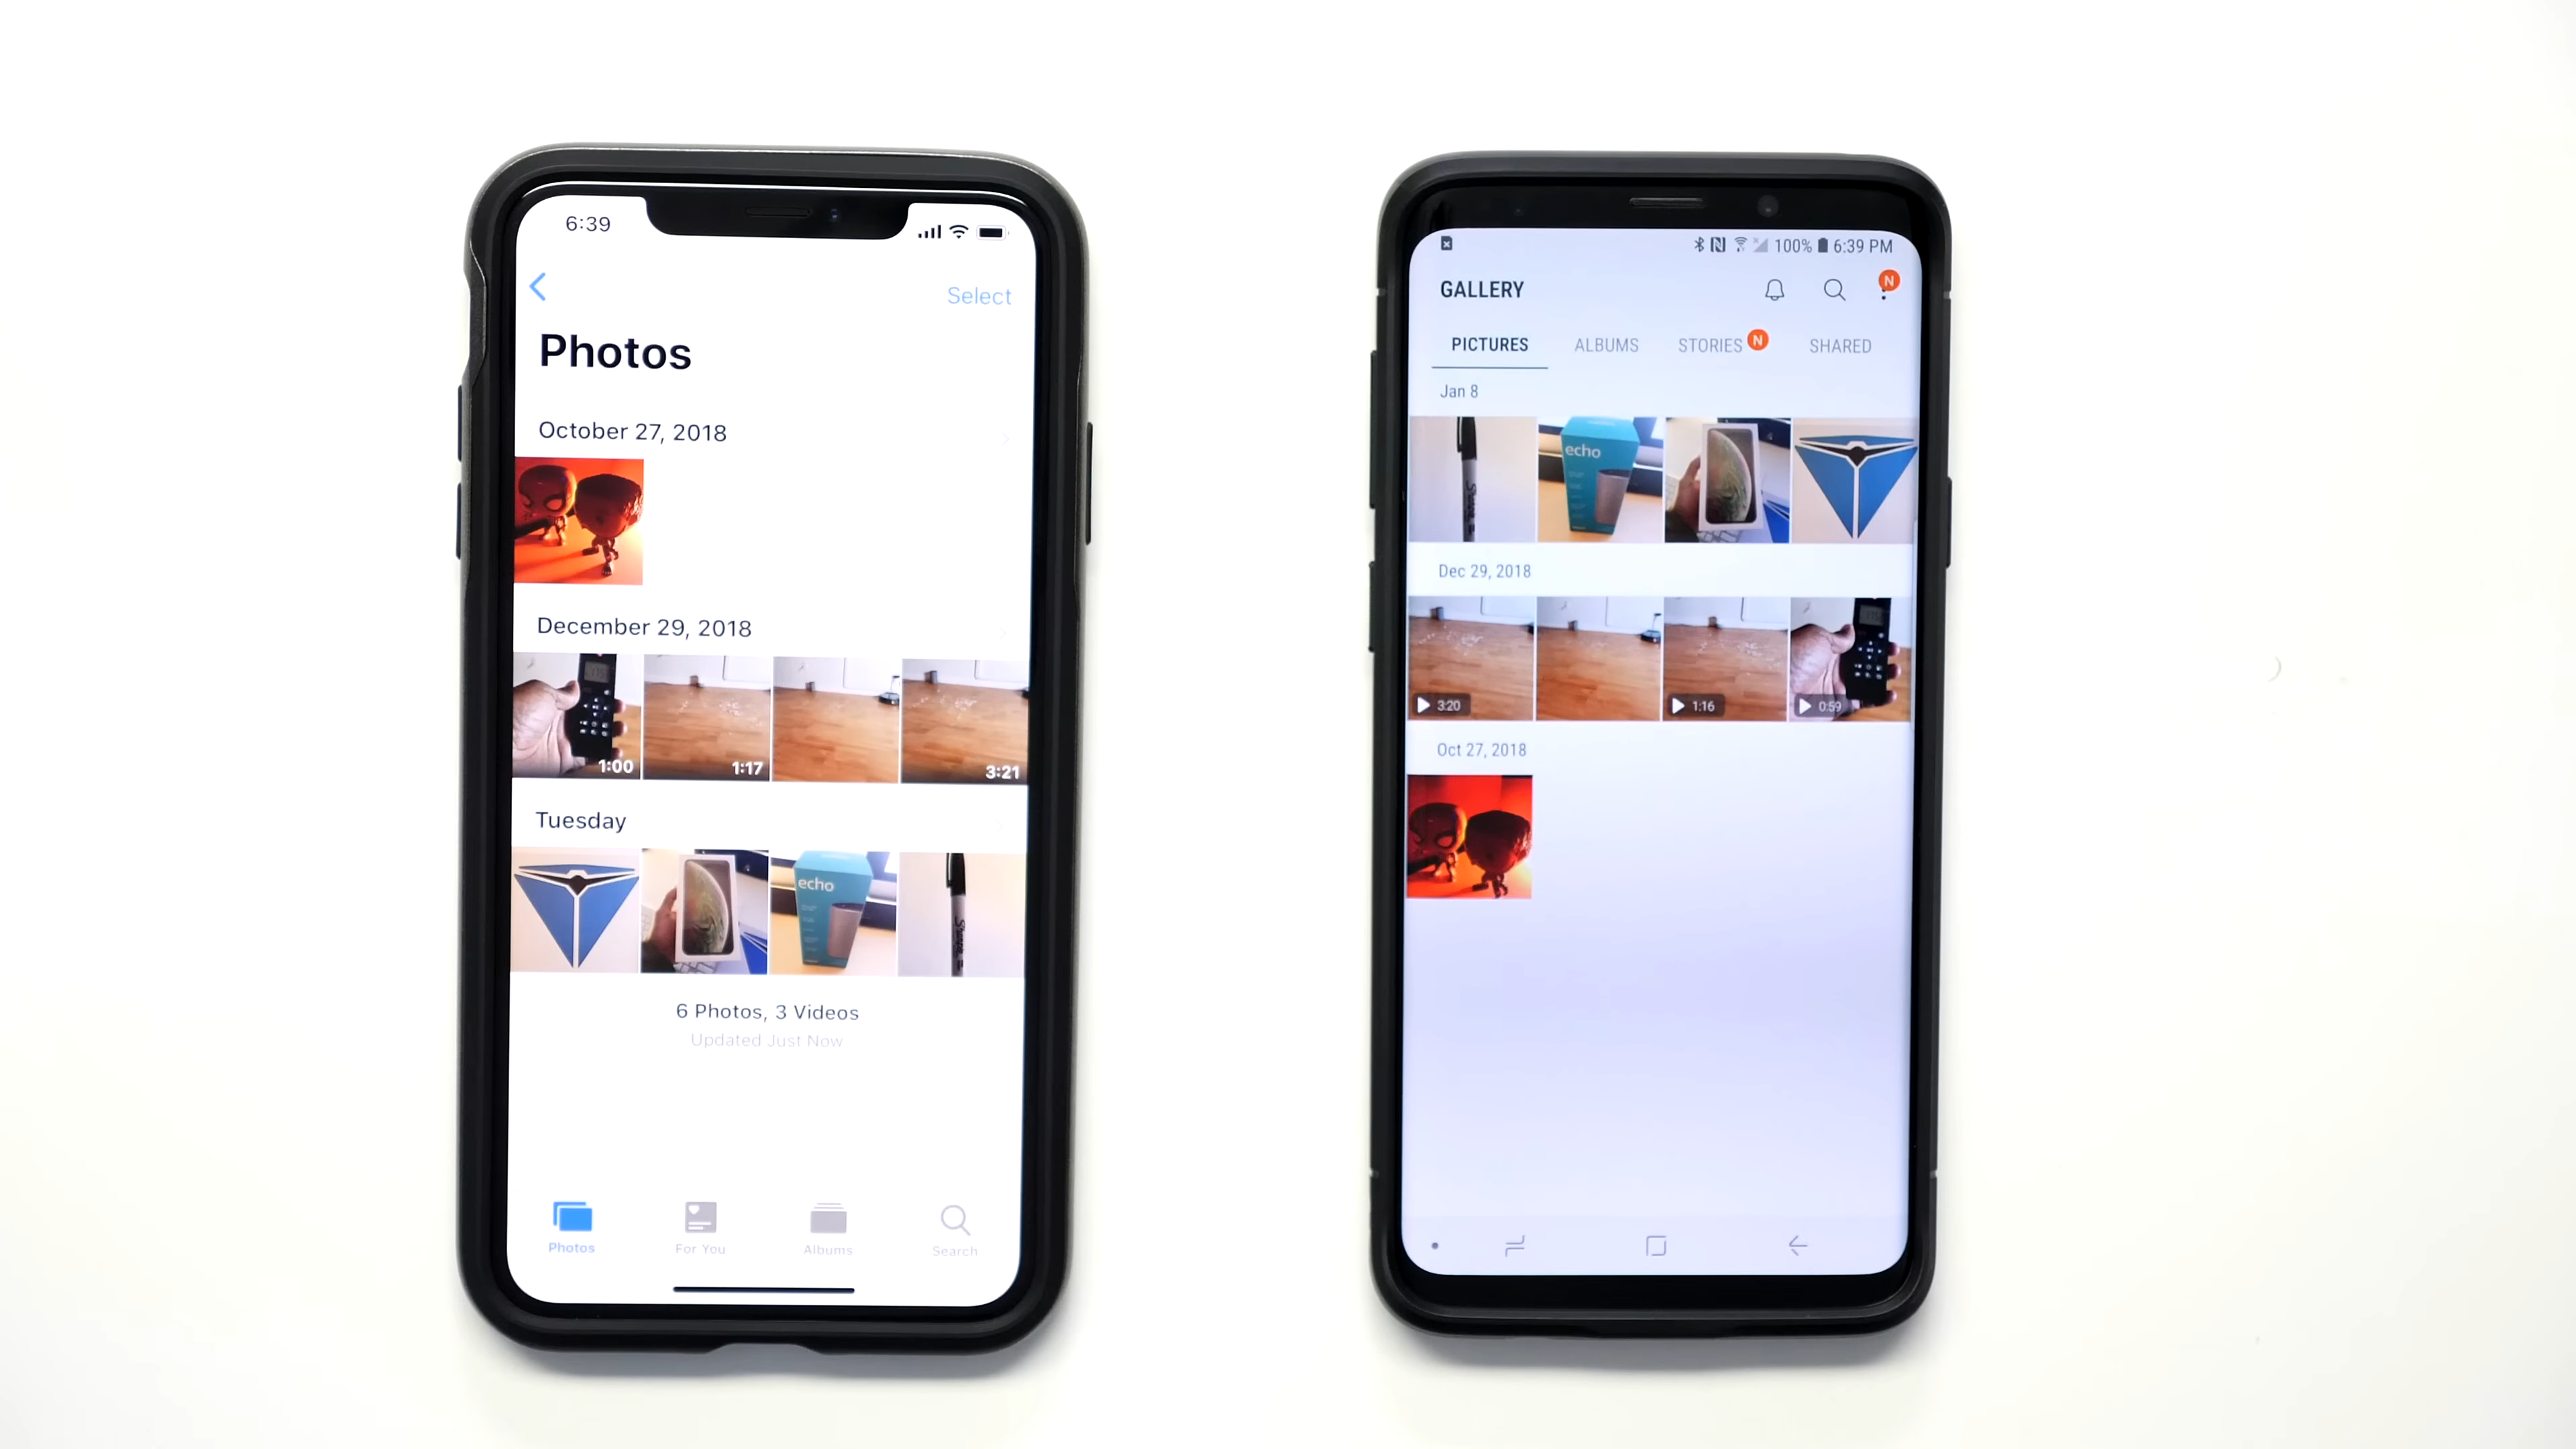 6:39
Select
Photos
October 27, 2018
December 29, 2018
1:00
1:17
3:21
Tuesday
echo
Sharpie
6 Photos, 3 Videos
Updated Just Now
Photos
For You
Albums
Search
100% 6:39 PM
GALLERY
N
PICTURES
ALBUMS
STORIES N
SHARED
Jan 8
Sharpie
echo
Dec 29, 2018
3:20
1:16
0:59
Oct 27, 2018